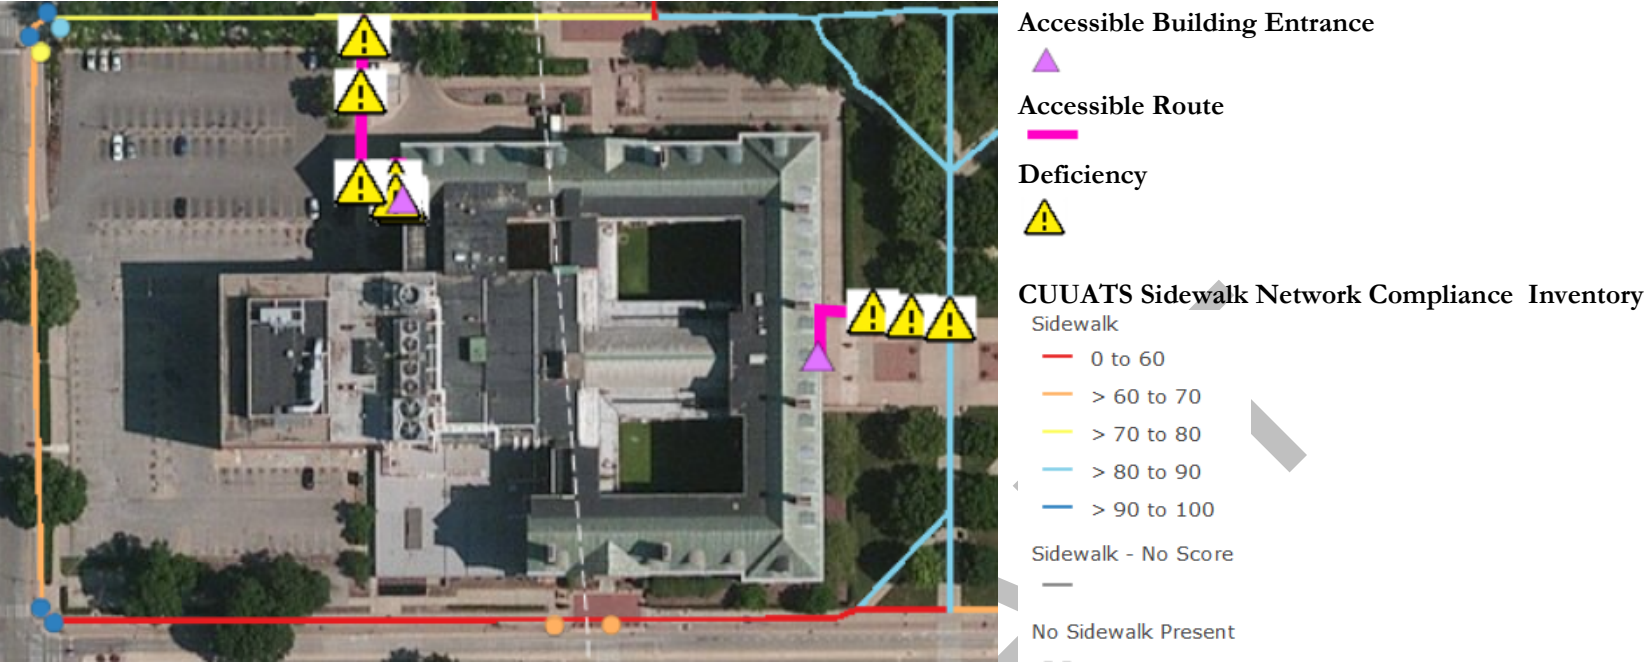 Accessible Building Entrance
Accessible Route
Deficiency
CUUATS Sidewalk Network Compliance Inventory
Sidewalk
0 to 60
> 60 to 70
> 70 to 80
> 80 to 90
> 90 to 100
Sidewalk - No Score
No Sidewalk Present